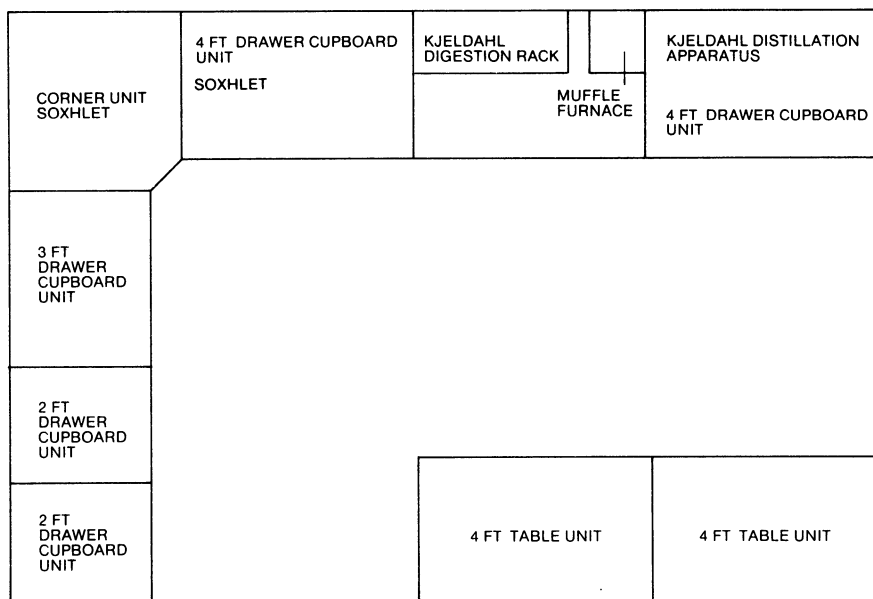 CORNER UNIT
SOXHLET
4 FT DRAWER CUPBOARD
UNIT
SOXHLET
KJELDAHL
DIGESTION RACK
MUFFLE
FURNACE
KJELDAHL DISTILLATION
APPARATUS
4 FT DRAWER CUPBOARD
UNIT
3 FT
DRAWER
CUPBOARD
UNIT
2 FT
DRAWER
CUPBOARD
UNIT
2 FT
DRAWER
CUPBOARD
UNIT
4 FT TABLE UNIT
4 FT TABLE UNIT